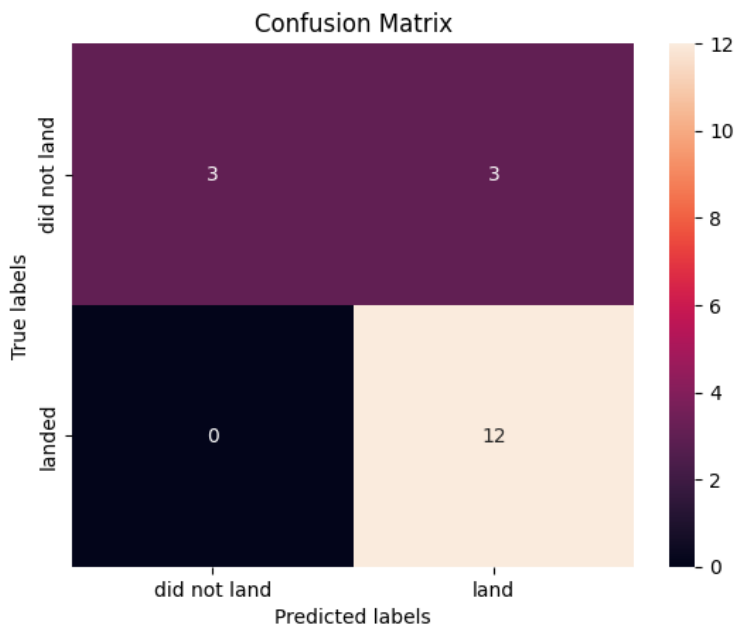 Confusion Matrix
did not land
landed
True labels
3 3
0 12
did not land land
Predicted labels
12
10
8
6
4
2
0